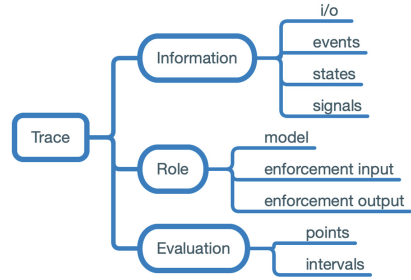 Trace
Information
i/o
events
states
signals
Role
model
enforcement input
enforcement output
Evaluation
points
intervals